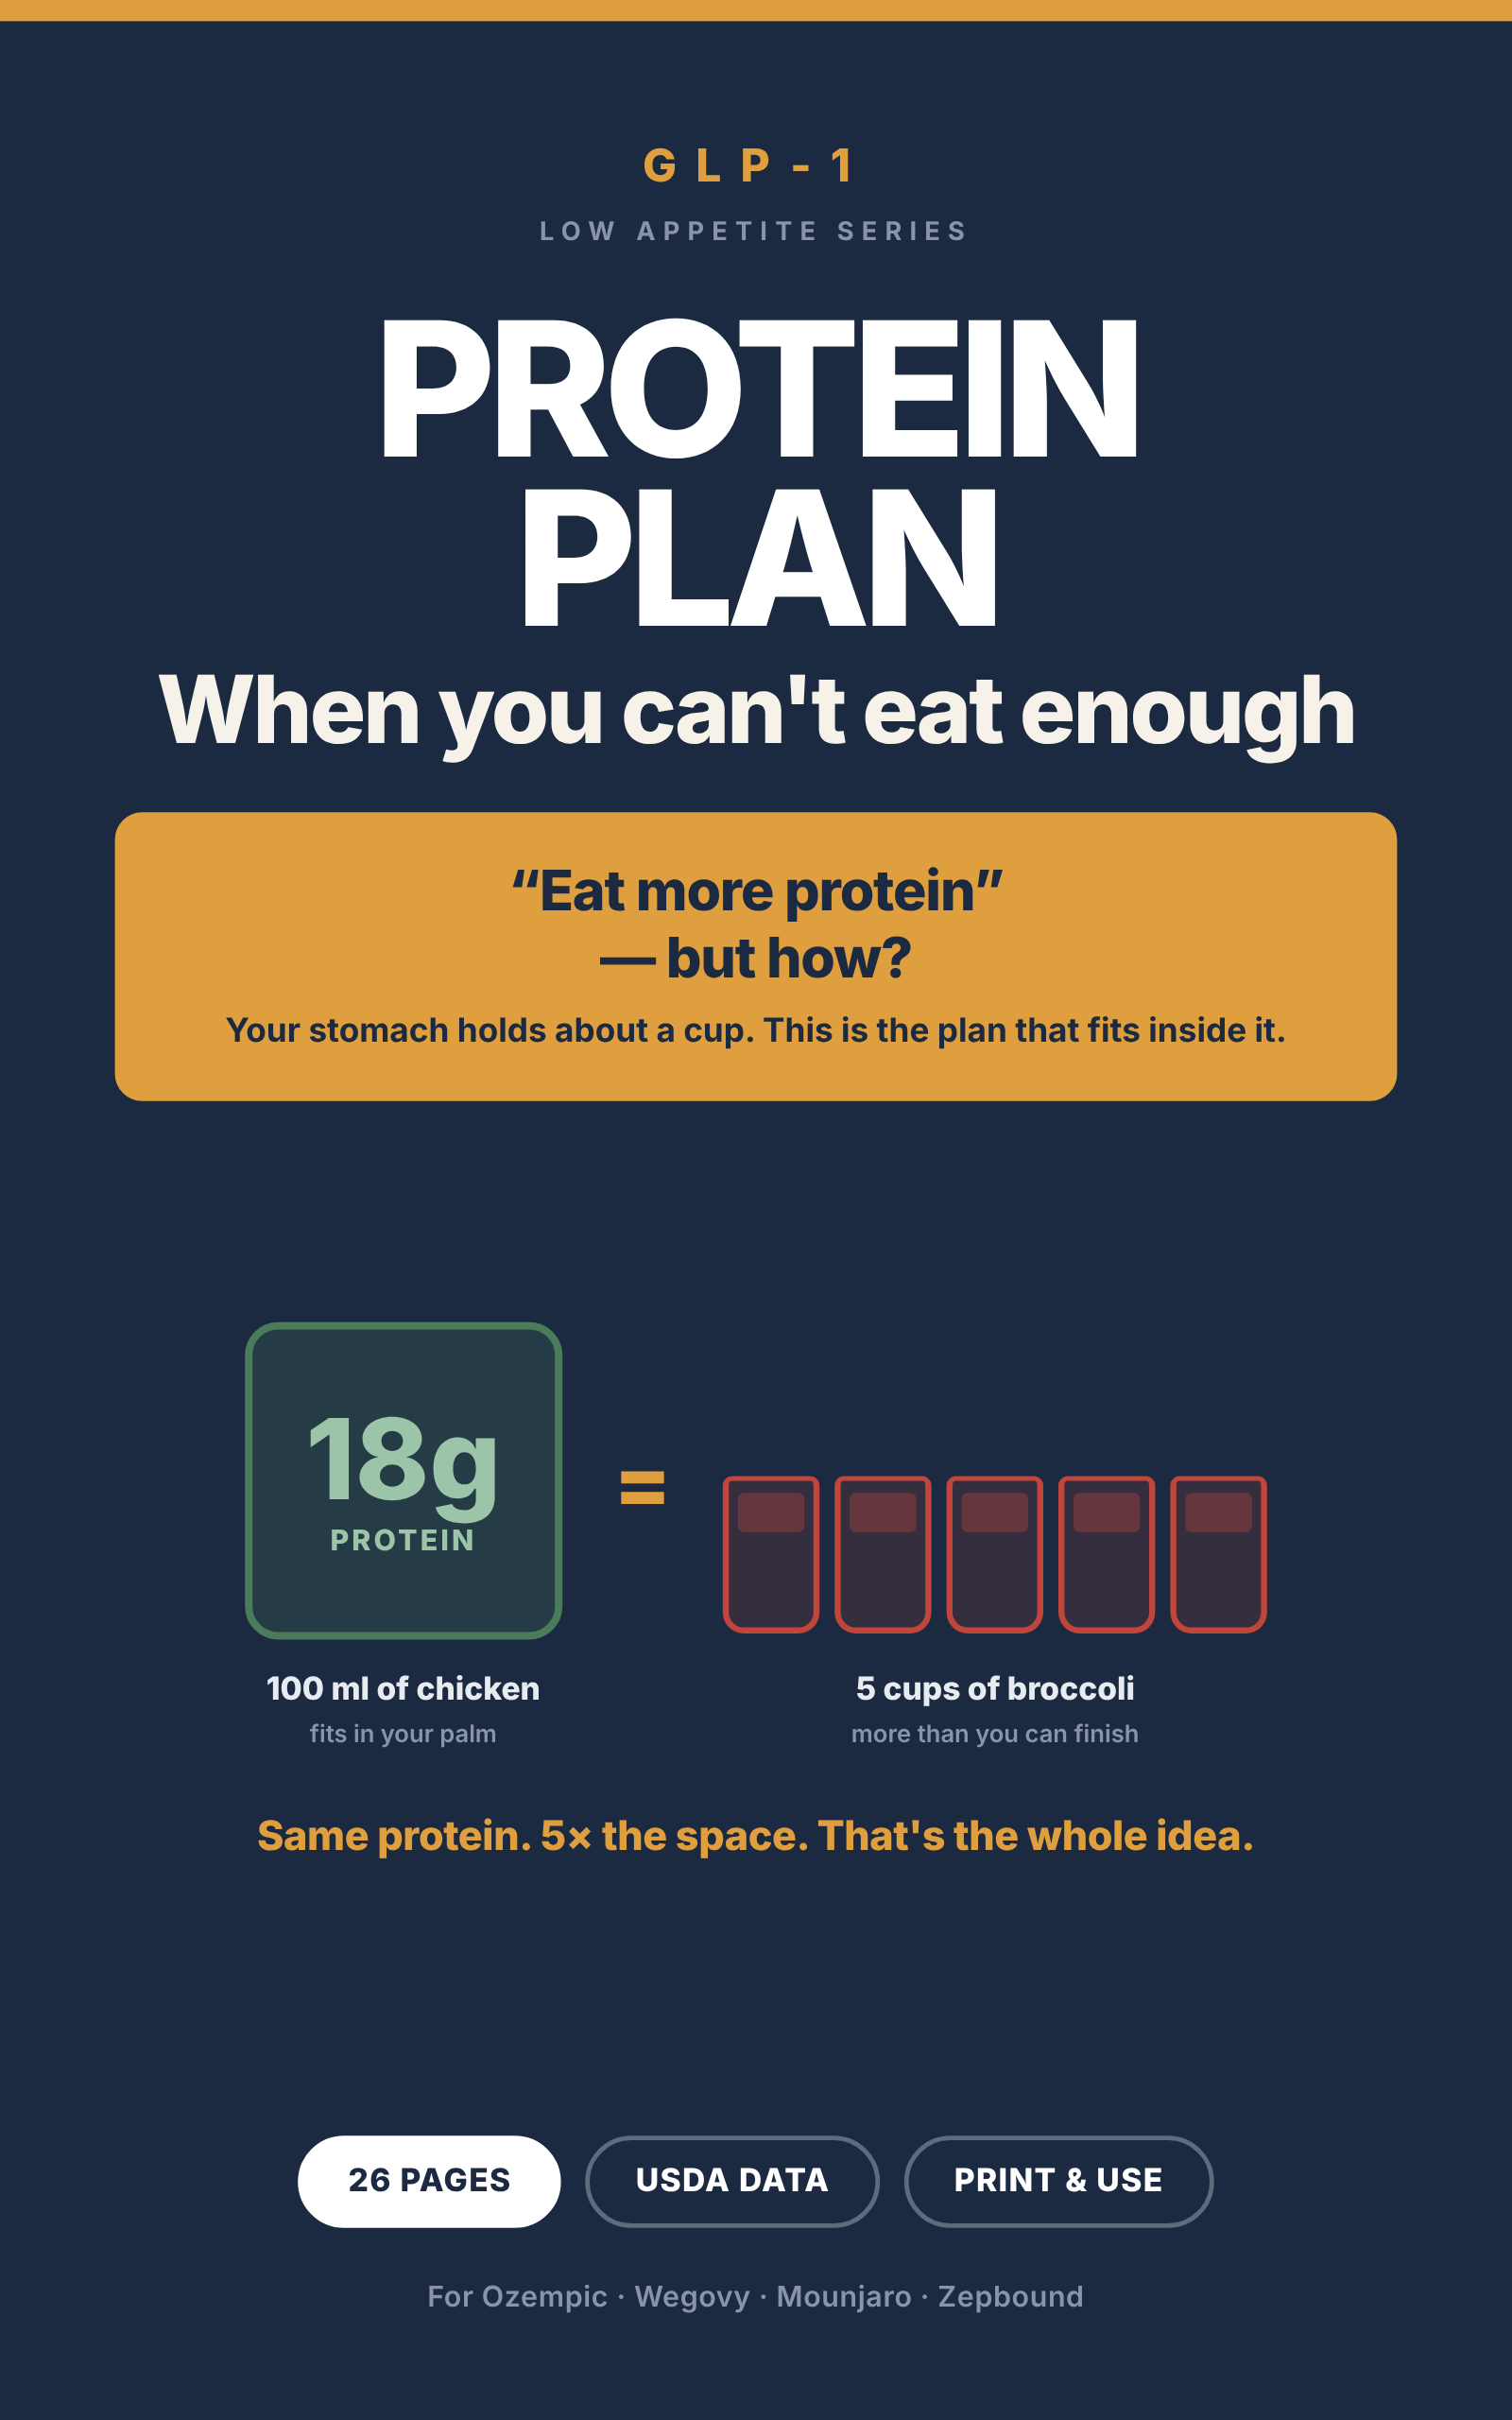 GLP-1
LOW APPETITE SERIES
PROTEIN
PLAN
When you can't eat enough
“Eat more protein”
— but how?
Your stomach holds about a cup. This is the plan that fits inside it.
18g
PROTEIN
=
100 ml of chicken
fits in your palm
5 cups of broccoli
more than you can finish
Same protein. 5× the space. That's the whole idea.
26 PAGES
USDA DATA
PRINT & USE
For Ozempic · Wegovy · Mounjaro · Zepbound